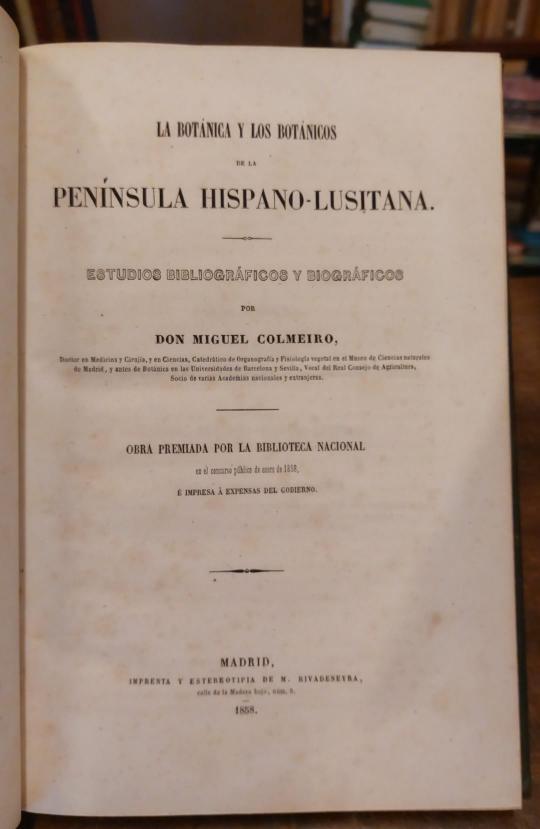 LA BOTÁNICA Y LOS BOTÁNICOS
DE LA
PENÍNSULA HISPANO-LUSITANA.
ESTUDIOS BIBLIOGRÁFICOS Y BIOGRÁFICOS
POR
DON MIGUEL COLMEIRO,
Doctor en Medicina y Cirujía, y en Ciencias, Catedrático de Organografía y Fisiología vegetal en el Museo de Ciencias naturales
de Madrid, y antes de Botánica en las Universidades de Barcelona y Sevilla, Vocal del Real Consejo de Agricultura,
Socio de varias Academias nacionales y extranjeras.
OBRA PREMIADA POR LA BIBLIOTECA NACIONAL
en el concurso público de enero de 1858,
É IMPRESA Á EXPENSAS DEL GOBIERNO.
MADRID,
IMPRENTA Y ESTEREOTIPIA DE M. RIVADENEYRA,
calle de la Madera baja, núm. 8.
1858.